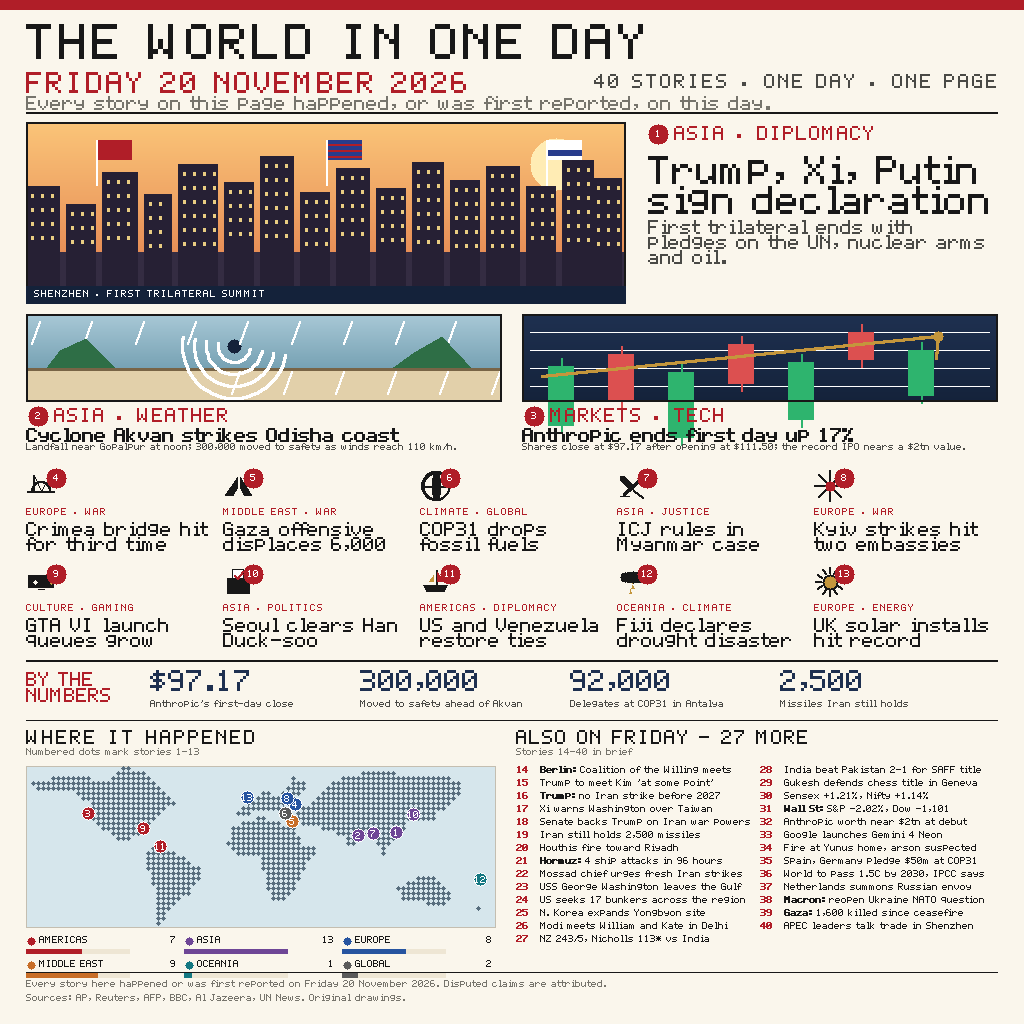 THE WORLD IN ONE DAY
FRIDAY 20 NOVEMBER 2026
40 STORIES · ONE DAY · ONE PAGE
Every story on this page happened, or was first reported, on this day.
1 ASIA · DIPLOMACY
Trump, Xi, Putin
sign declaration
First trilateral ends with
pledges on the UN, nuclear arms
and oil.
SHENZHEN · FIRST TRILATERAL SUMMIT
2 ASIA · WEATHER
Cyclone Akvan strikes Odisha coast
Landfall near Gopalpur at noon; 300,000 moved to safety as winds reach 110 km/h.
3 MARKETS · TECH
Anthropic ends first day up 17%
Shares close at $97.17 after opening at $111.50; the record IPO nears a $2tn value.
4
EUROPE · WAR
Crimea bridge hit
for third time
5
MIDDLE EAST · WAR
Gaza offensive
displaces 6,000
6
CLIMATE · GLOBAL
COP31 drops
fossil fuels
7
ASIA · JUSTICE
ICJ rules in
Myanmar case
8
EUROPE · WAR
Kyiv strikes hit
two embassies
9
CULTURE · GAMING
GTA VI launch
queues grow
10
ASIA · POLITICS
Seoul clears Han
Duck-soo
11
AMERICAS · DIPLOMACY
US and Venezuela
restore ties
12
OCEANIA · CLIMATE
Fiji declares
drought disaster
13
EUROPE · ENERGY
UK solar installs
hit record
BY THE
NUMBERS
$97.17
Anthropic's first-day close
300,000
Moved to safety ahead of Akvan
92,000
Delegates at COP31 in Antalya
2,500
Missiles Iran still holds
WHERE IT HAPPENED
Numbered dots mark stories 1-13
13
8
4
6
5
3
9
11
10
2
7
1
12
AMERICAS 7
ASIA 13
EUROPE 8
MIDDLE EAST 9
OCEANIA 1
GLOBAL 2
ALSO ON FRIDAY - 27 MORE
Stories 14-40 in brief
14 Berlin: Coalition of the Willing meets
15 Trump to meet Kim 'at some point'
16 Trump: no Iran strike before 2027
17 Xi warns Washington over Taiwan
18 Senate backs Trump on Iran war powers
19 Iran still holds 2,500 missiles
20 Houthis fire toward Riyadh
21 Hormuz: 4 ship attacks in 96 hours
22 Mossad chief urges fresh Iran strikes
23 USS George Washington leaves the Gulf
24 US seeks 17 bunkers across the region
25 N. Korea expands Yongbyon site
26 Modi meets William and Kate in Delhi
27 NZ 243/5, Nicholls 113* vs India
28 India beat Pakistan 2-1 for SAFF title
29 Gukesh defends chess title in Geneva
30 Sensex +1.21%, Nifty +1.14%
31 Wall St: S&P -2.02%, Dow -1,101
32 Anthropic worth near $2tn at debut
33 Google launches Gemini 4 Neon
34 Fire at Yunus home, arson suspected
35 Spain, Germany pledge $50m at COP31
36 World to pass 1.5C by 2030, IPCC says
37 Netherlands summons Russian envoy
38 Macron: reopen Ukraine NATO question
39 Gaza: 1,600 killed since ceasefire
40 APEC leaders talk trade in Shenzhen
Every story here happened or was first reported on Friday 20 November 2026. Disputed claims are attributed.
Sources: AP, Reuters, AFP, BBC, Al Jazeera, UN News. Original drawings.